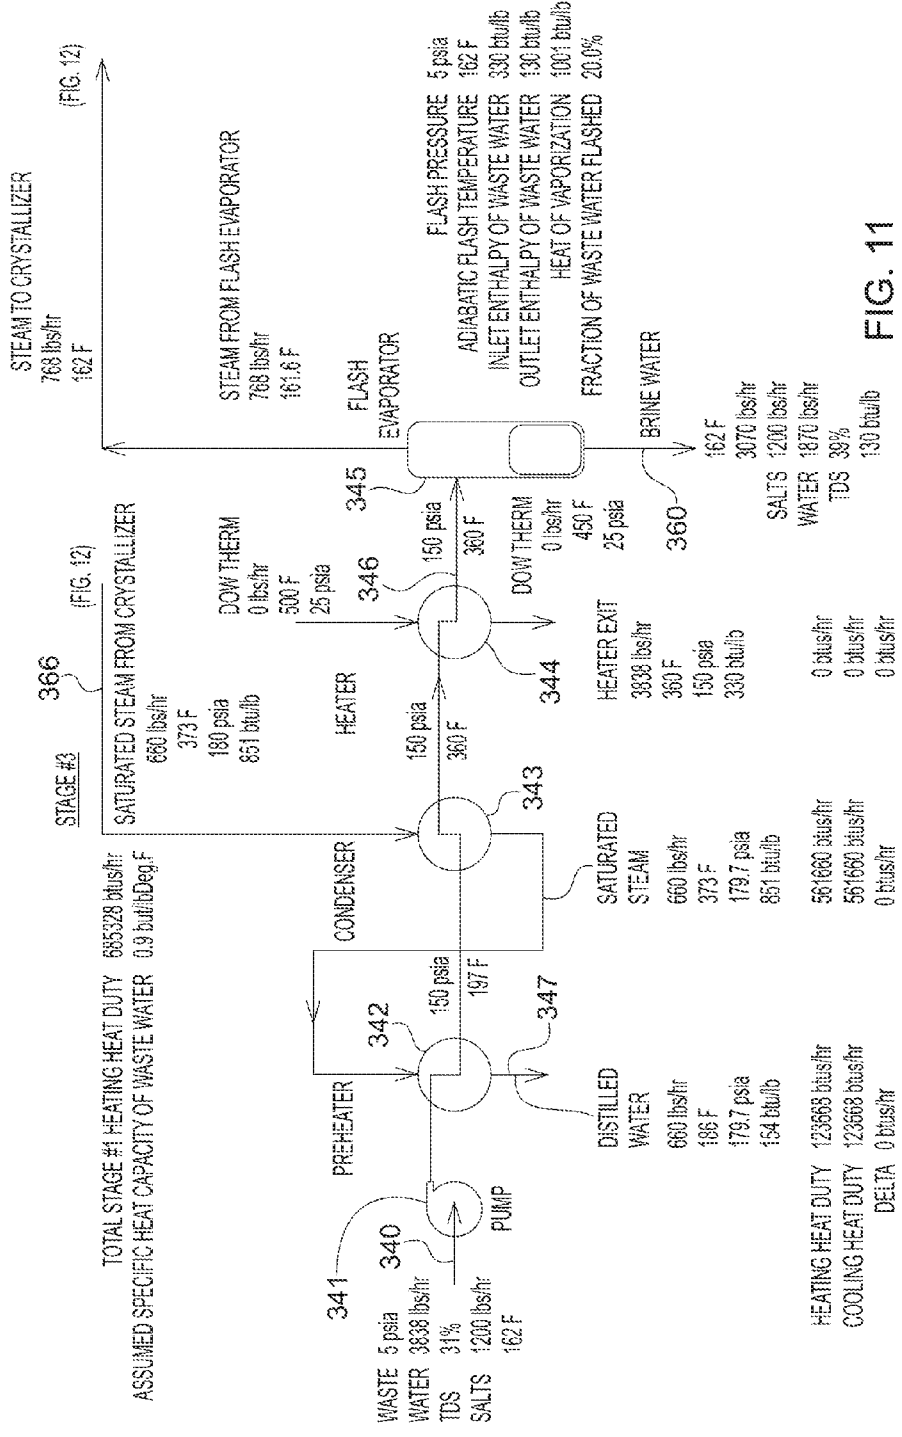 STAGE #3
TOTAL STAGE #1 HEATING HEAT DUTY 685328 btus/hr
ASSUMED SPECIFIC HEAT CAPACITY OF WASTE WATER 0.9 but/lbDeg.F
366
(FIG. 12)
SATURATED STEAM FROM CRYSTALLIZER
660 lbs/hr
373 F
180 psia
851 btu/lb
STEAM TO CRYSTALLIZER
768 lbs/hr
162 F
(FIG. 12)
DOW THERM
0 lbs/hr
500 F
25 psia
STEAM FROM FLASH EVAPORATOR
768 lbs/hr
161.6 F
PREHEATER
CONDENSER
HEATER
FLASH
EVAPORATOR
341
340
342
343
344
345
346
347
360
WASTE 5 psia
WATER 3838 lbs/hr
TDS 31%
SALTS 1200 lbs/hr
162 F
PUMP
150 psia
197 F
150 psia
360 F
150 psia
360 F
FLASH PRESSURE 5 psia
ADIABATIC FLASH TEMPERATURE 162 F
INLET ENTHALPY OF WASTE WATER 330 btu/lb
OUTLET ENTHALPY OF WASTE WATER 130 btu/lb
HEAT OF VAPORIZATION 1001 btu/lb
FRACTION OF WASTE WATER FLASHED 20.0%
DOW THERM
0 lbs/hr
450 F
25 psia
DISTILLED
WATER
660 lbs/hr
186 F
179.7 psia
154 btu/lb
SATURATED
STEAM
660 lbs/hr
373 F
179.7 psia
851 btu/lb
HEATER EXIT
3838 lbs/hr
360 F
150 psia
330 btu/lb
BRINE WATER
162 F
3070 lbs/hr
SALTS 1200 lbs/hr
WATER 1870 lbs/hr
TDS 39%
130 btu/lb
HEATING HEAT DUTY 123668 btus/hr 561660 btus/hr 0 btus/hr
COOLING HEAT DUTY 123668 btus/hr 561660 btus/hr 0 btus/hr
DELTA 0 btus/hr 0 btus/hr 0 btus/hr
FIG. 11